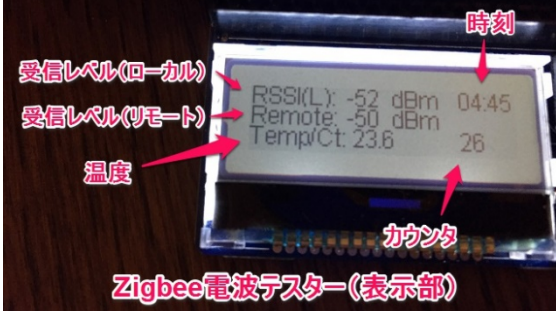 時刻
受信レベル(ローカル)
RSSI(L): -52 dBm 04:45
受信レベル(リモート)
Remote: -50 dBm
Temp/Ct: 23.6 26
温度
カウンタ
Zigbee電波テスター(表示部)